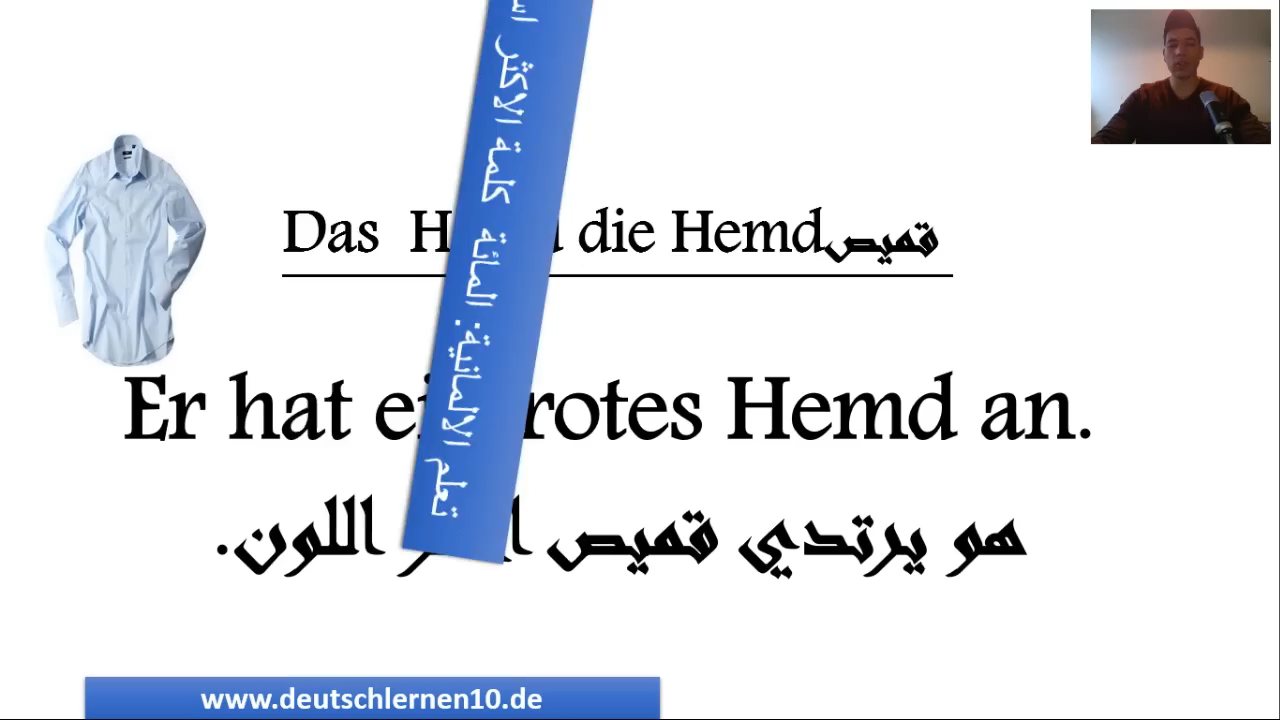 Das die Hemd قميص
Er hat rotes Hemd an.
هو يرتدي قميص اللون.
تعلم الالمانية: المائة كلمة الاكثر
www.deutschlernen10.de